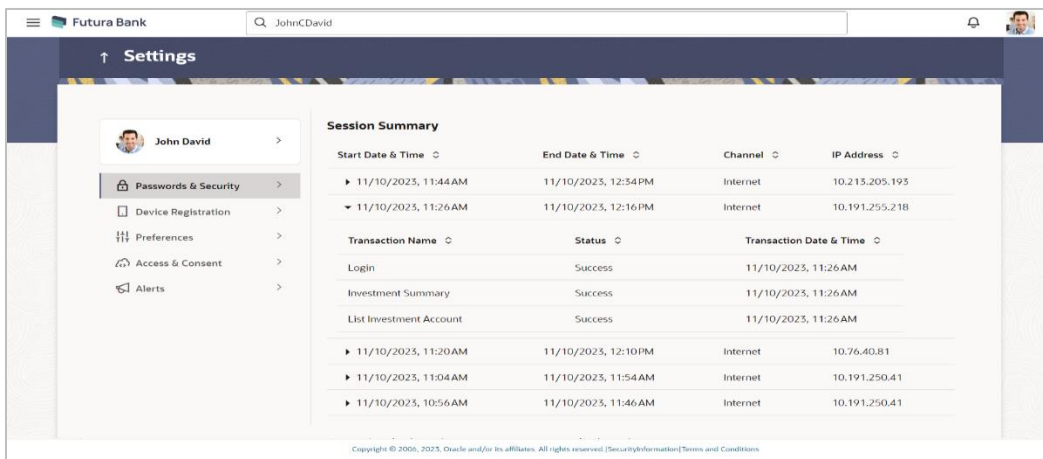 Futura Bank
JohnCDavid
↑ Settings
John David
Passwords & Security
Device Registration
Preferences
Access & Consent
Alerts
Session Summary
Start Date & Time End Date & Time Channel IP Address
11/10/2023, 11:44AM 11/10/2023, 12:34PM Internet 10.213.205.193
11/10/2023, 11:26AM 11/10/2023, 12:16PM Internet 10.191.255.218
Transaction Name Status Transaction Date & Time
Login Success 11/10/2023, 11:26AM
Investment Summary Success 11/10/2023, 11:26AM
List Investment Account Success 11/10/2023, 11:26AM
11/10/2023, 11:20AM 11/10/2023, 12:10PM Internet 10.76.40.81
11/10/2023, 11:04AM 11/10/2023, 11:54AM Internet 10.191.250.41
11/10/2023, 10:56AM 11/10/2023, 11:46AM Internet 10.191.250.41
Copyright © 2006, 2023, Oracle and/or its affiliates. All rights reserved.|SecurityInformation|Terms and Conditions